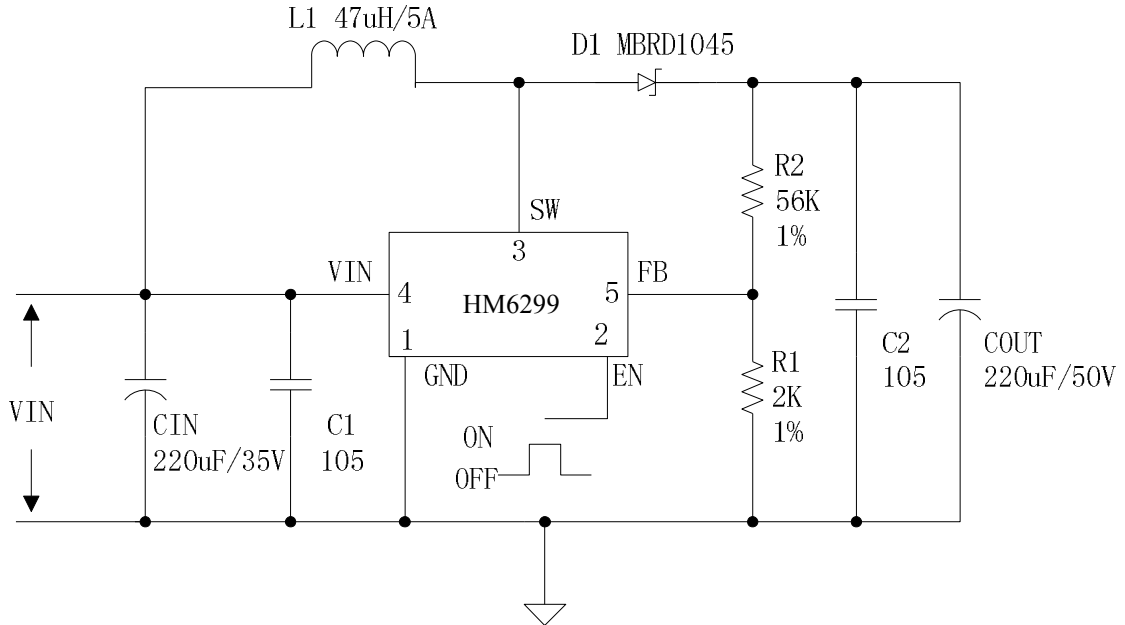 L1 47uH/5A
D1 MBRD1045
R2
56K
1%
SW
3
VIN
FB
4
HM6299
5
1
2
GND
EN
R1
2K
1%
C2
105
COUT
220uF/50V
VIN
CIN
220uF/35V
C1
105
ON
OFF